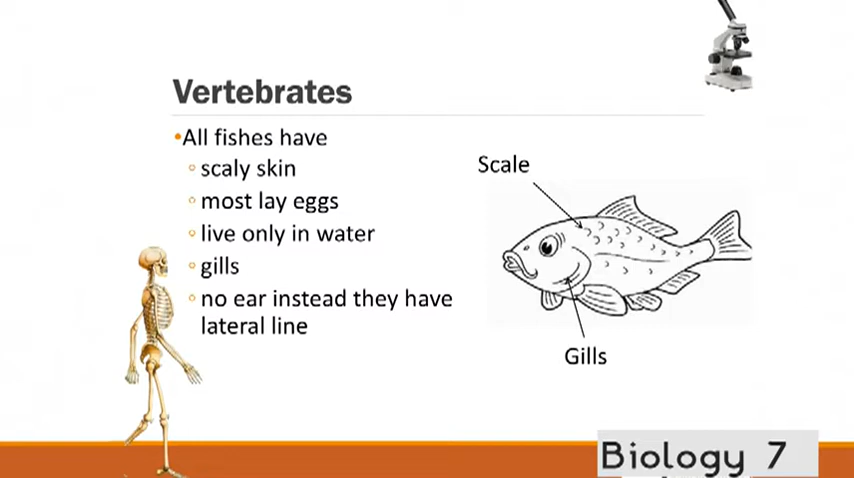 Vertebrates
•All fishes have
◦ scaly skin
◦ most lay eggs
◦ live only in water
◦ gills
◦ no ear instead they have
lateral line
Scale
Gills
Biology 7